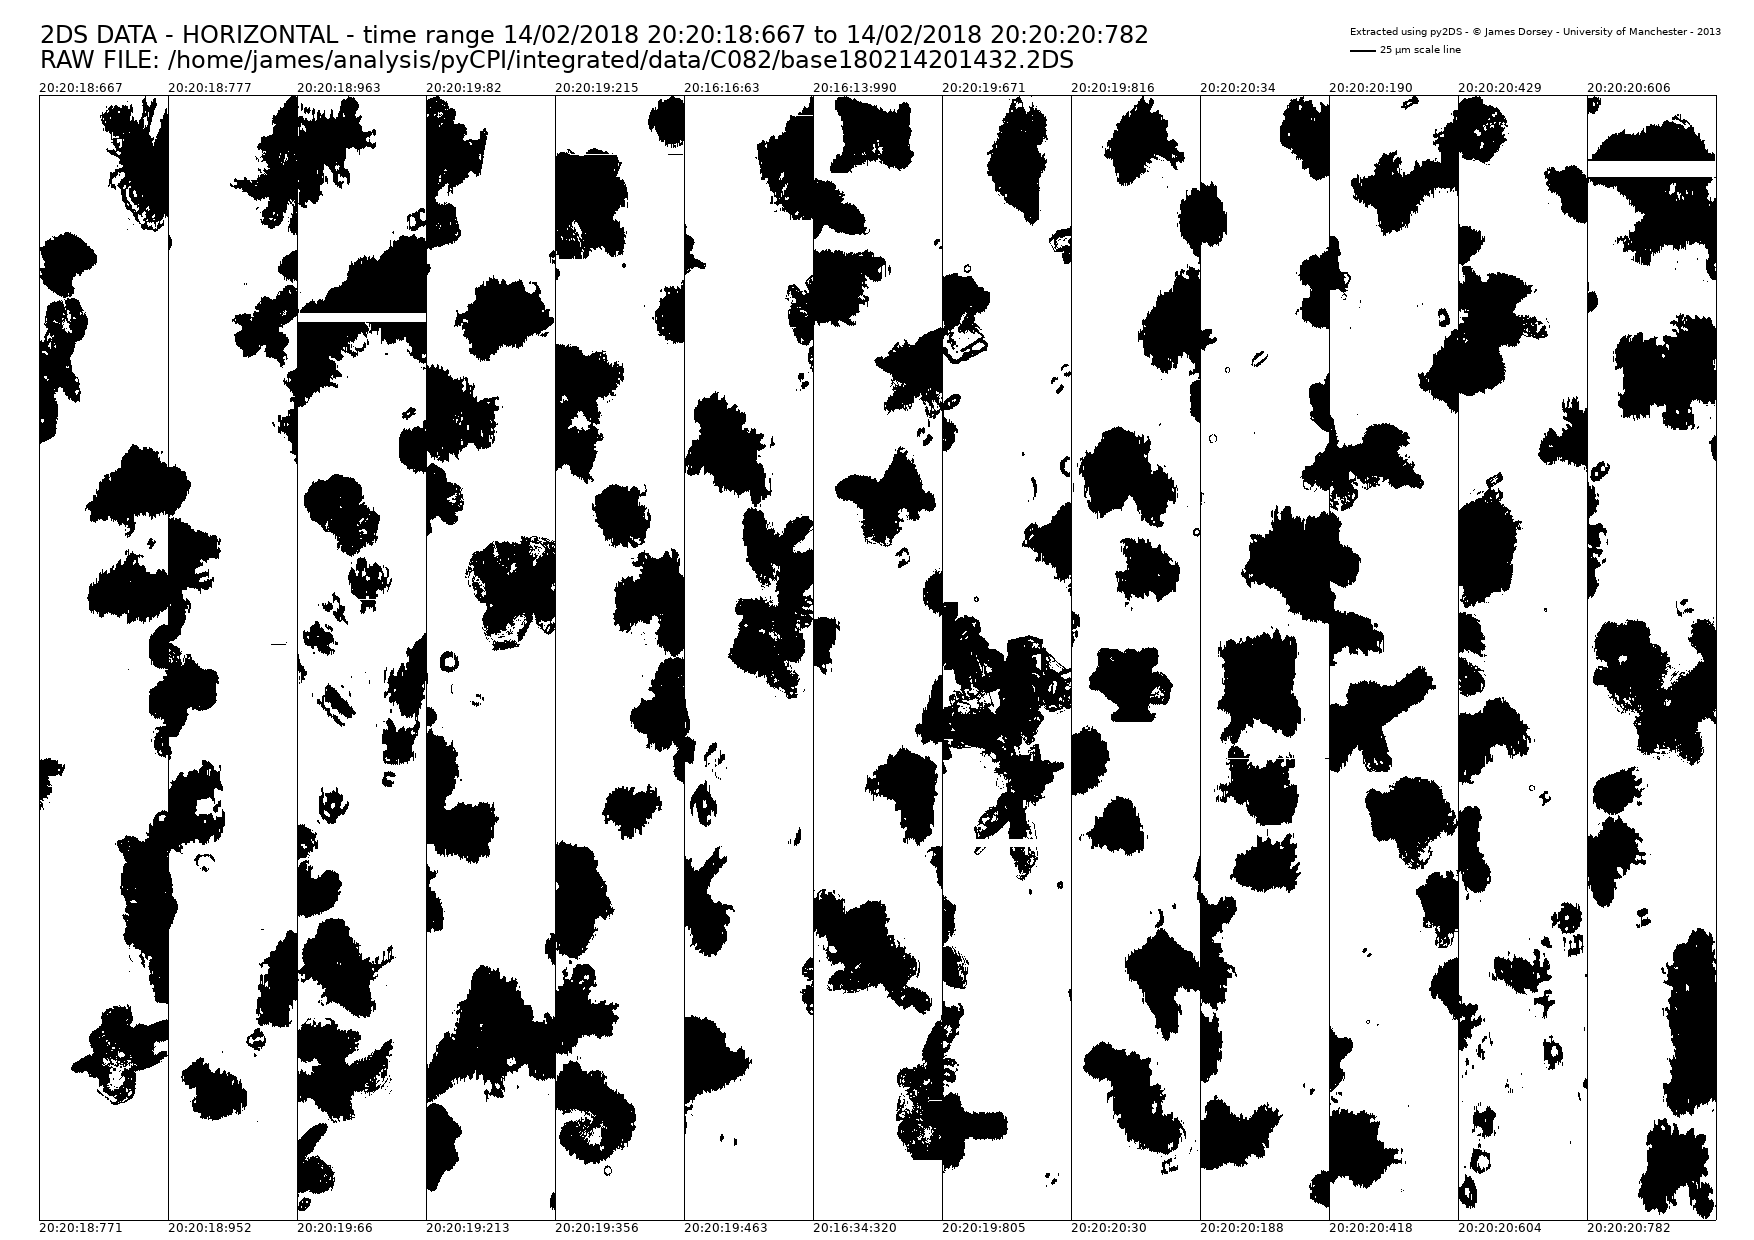 2DS DATA - HORIZONTAL - time range 14/02/2018 20:20:18:667 to 14/02/2018 20:20:20:782
RAW FILE: /home/james/analysis/pyCPI/integrated/data/C082/base180214201432.2DS
Extracted using py2DS - © James Dorsey - University of Manchester - 2013
25 µm scale line
20:20:18:667 20:20:18:777 20:20:18:963 20:20:19:82 20:20:19:215 20:16:16:63 20:16:13:990 20:20:19:671 20:20:19:816 20:20:20:34 20:20:20:190 20:20:20:429 20:20:20:606
20:20:18:771 20:20:18:952 20:20:19:66 20:20:19:213 20:20:19:356 20:20:19:463 20:16:34:320 20:20:19:805 20:20:20:30 20:20:20:188 20:20:20:418 20:20:20:604 20:20:20:782